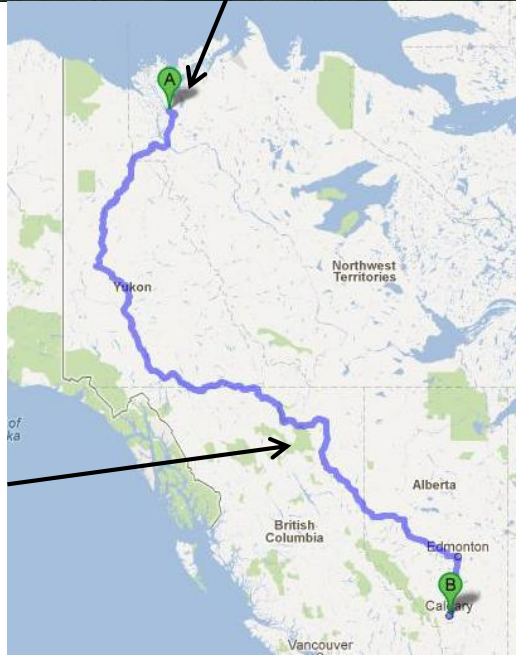 A
Northwest
Territories
Yukon
of
ka
Alberta
British
Columbia
Edmonton
B
Calgary
Vancouver